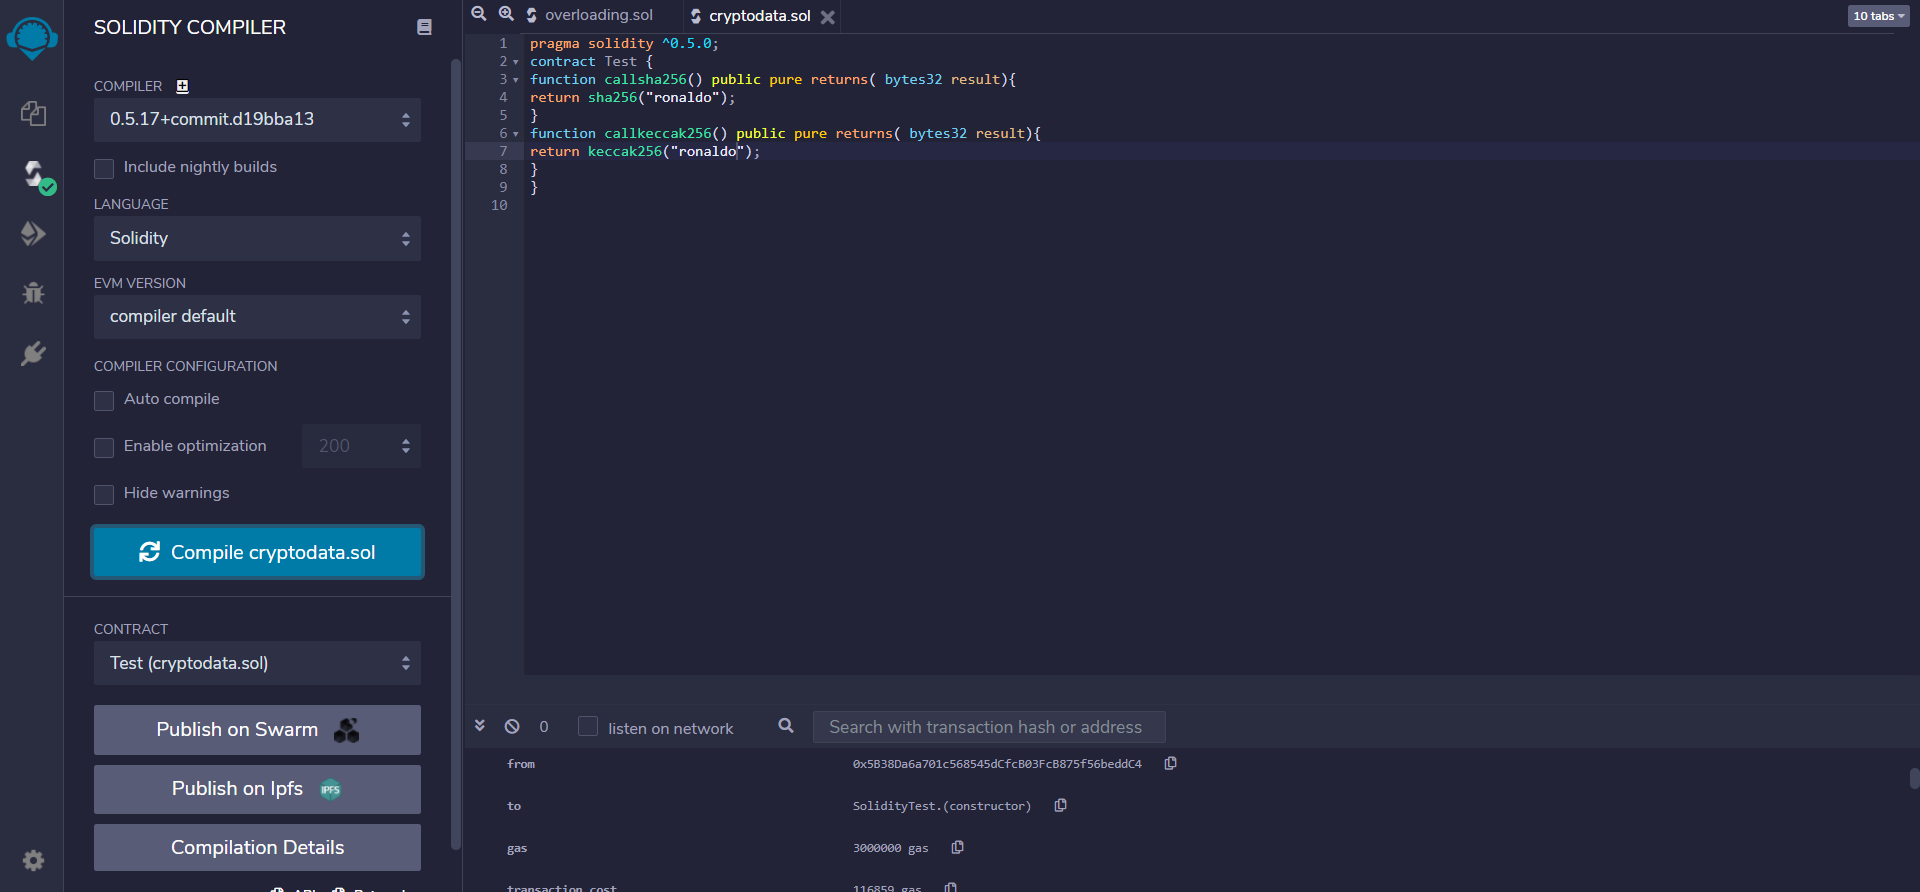 SOLIDITY COMPILER
COMPILER
0.5.17+commit.d19bba13
Include nightly builds
LANGUAGE
Solidity
EVM VERSION
compiler default
COMPILER CONFIGURATION
Auto compile
Enable optimization 200
Hide warnings
Compile cryptodata.sol
CONTRACT
Test (cryptodata.sol)
Publish on Swarm
Publish on Ipfs IPFS
Compilation Details
overloading.sol cryptodata.sol 10 tabs
1 pragma solidity ^0.5.0;
2 contract Test {
3 function callsha256() public pure returns( bytes32 result){
4 return sha256("ronaldo");
5 }
6 function callkeccak256() public pure returns( bytes32 result){
7 return keccak256("ronaldo");
8 }
9 }
10
0 listen on network Search with transaction hash or address
from 0x5B38Da6a701c568545dCfcB03FcB875f56beddC4
to SolidityTest.(constructor)
gas 3000000 gas
transaction cost 116859 gas